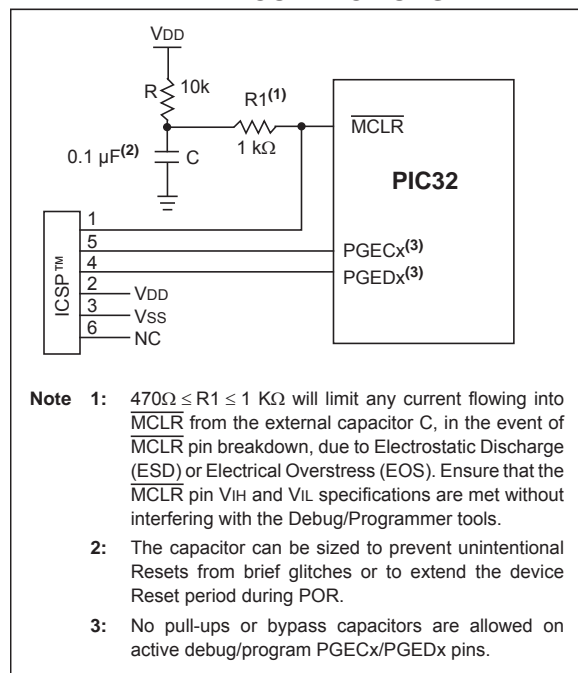 VDD
R 10k
R1(1)
1 kΩ
0.1 µF(2) C
MCLR
PIC32
PGECx(3)
PGEDx(3)
ICSP™
1
5
4
2 VDD
3 VSS
6 NC
Note 1: 470Ω ≤ R1 ≤ 1 KΩ will limit any current flowing into
MCLR from the external capacitor C, in the event of
MCLR pin breakdown, due to Electrostatic Discharge
(ESD) or Electrical Overstress (EOS). Ensure that the
MCLR pin VIH and VIL specifications are met without
interfering with the Debug/Programmer tools.
2: The capacitor can be sized to prevent unintentional
Resets from brief glitches or to extend the device
Reset period during POR.
3: No pull-ups or bypass capacitors are allowed on
active debug/program PGECx/PGEDx pins.